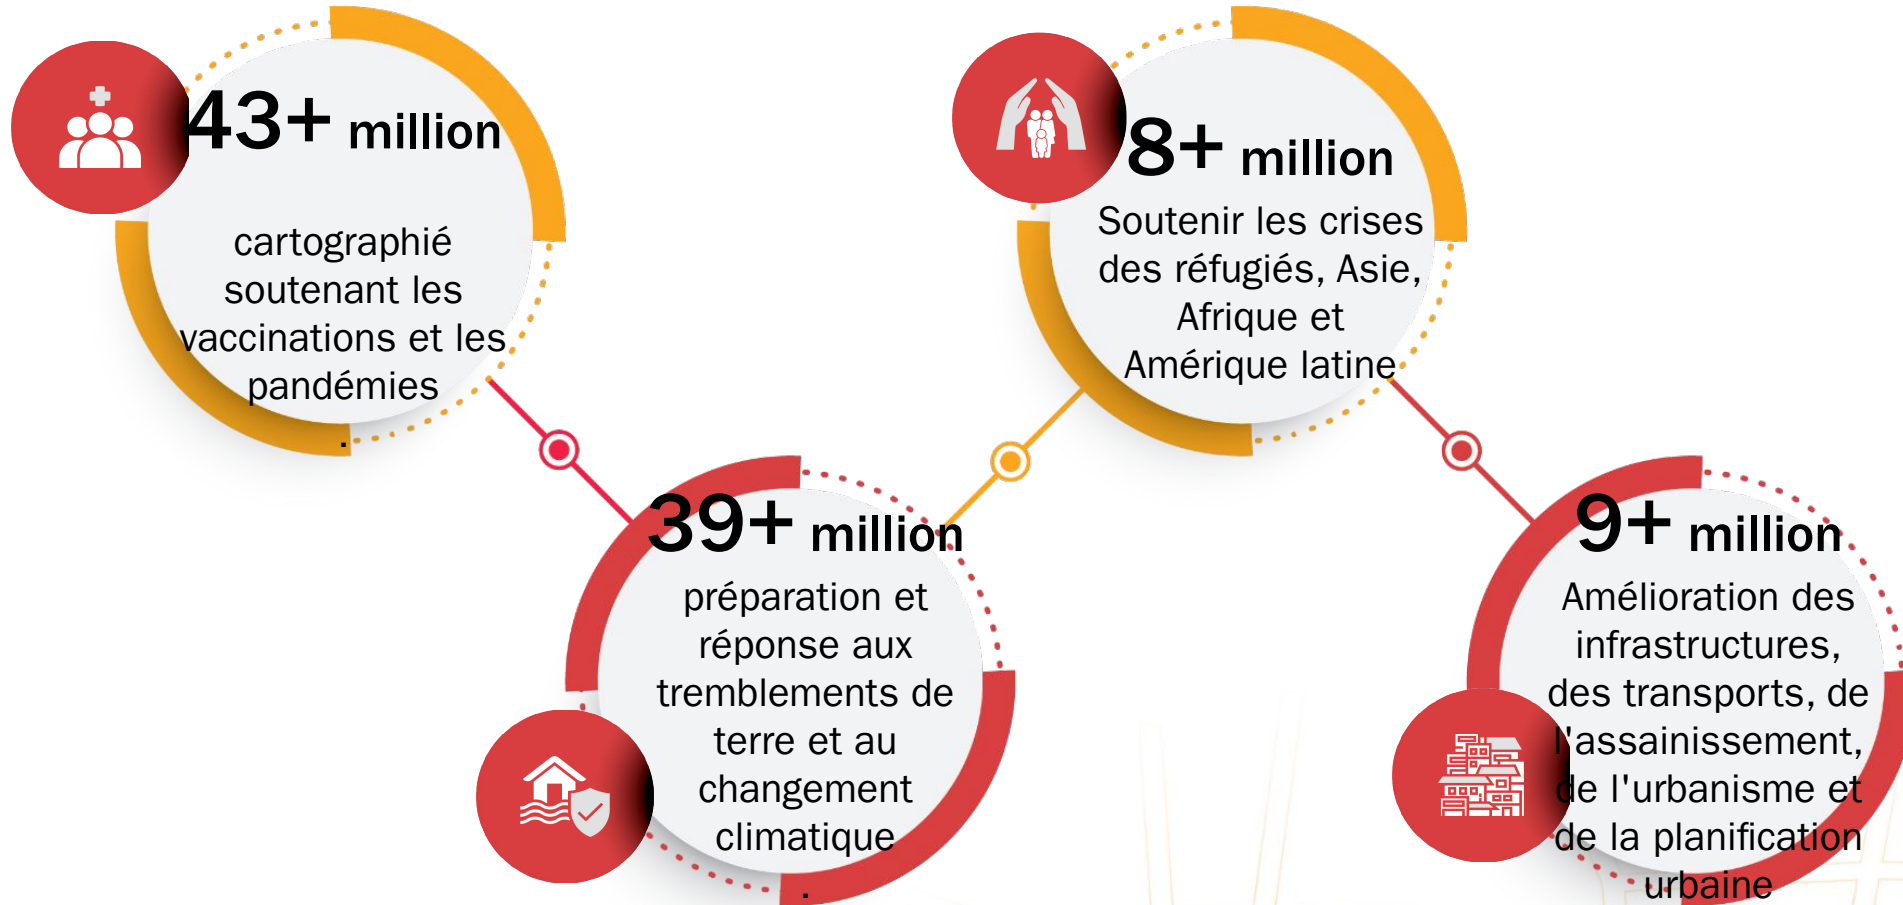 43+ million
cartographié
soutenant les
vaccinations et les
pandémies
.
39+ million
préparation et
réponse aux
tremblements de
terre et au
changement
climatique
.
8+ million
Soutenir les crises
des réfugiés, Asie,
Afrique et
Amérique latine
9+ million
Amélioration des
infrastructures,
des transports, de
l'assainissement,
de l'urbanisme et
de la planification
urbaine